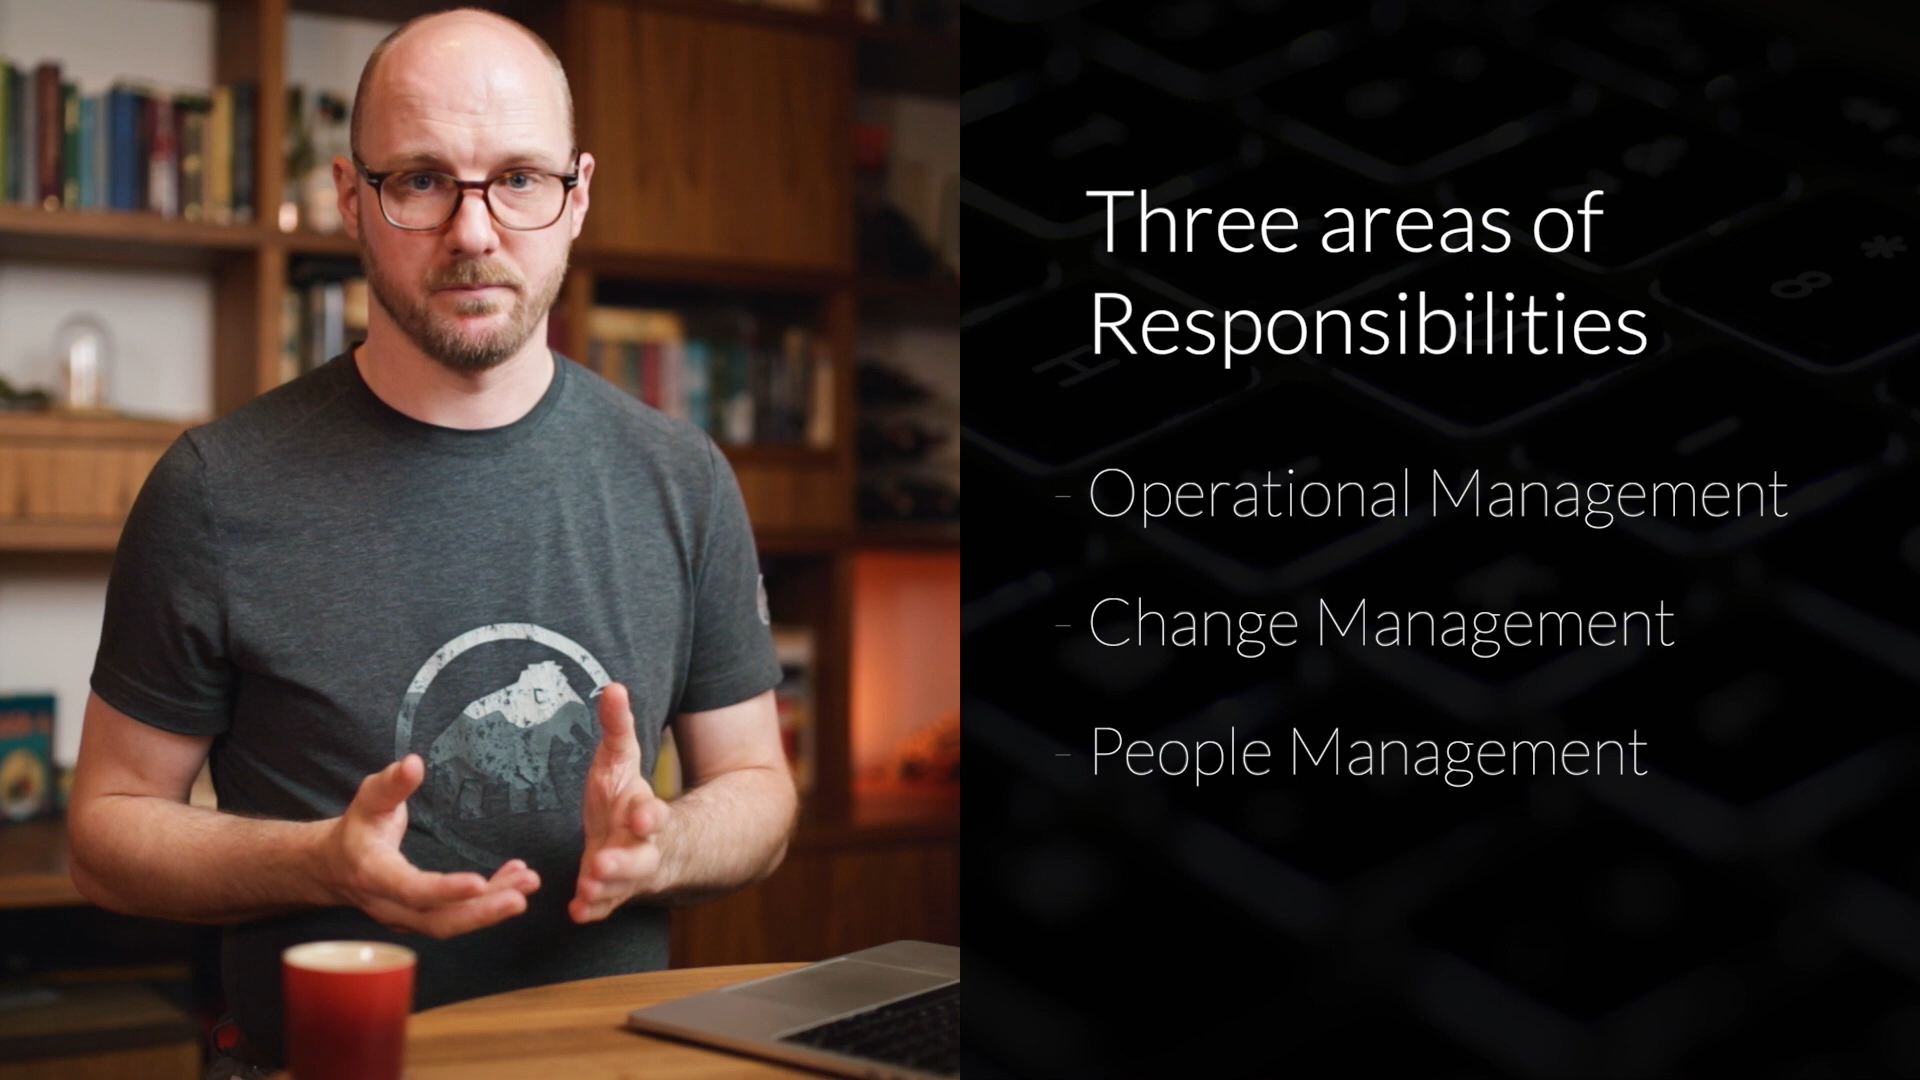 Three areas of
Responsibilities
- Operational Management
- Change Management
- People Management